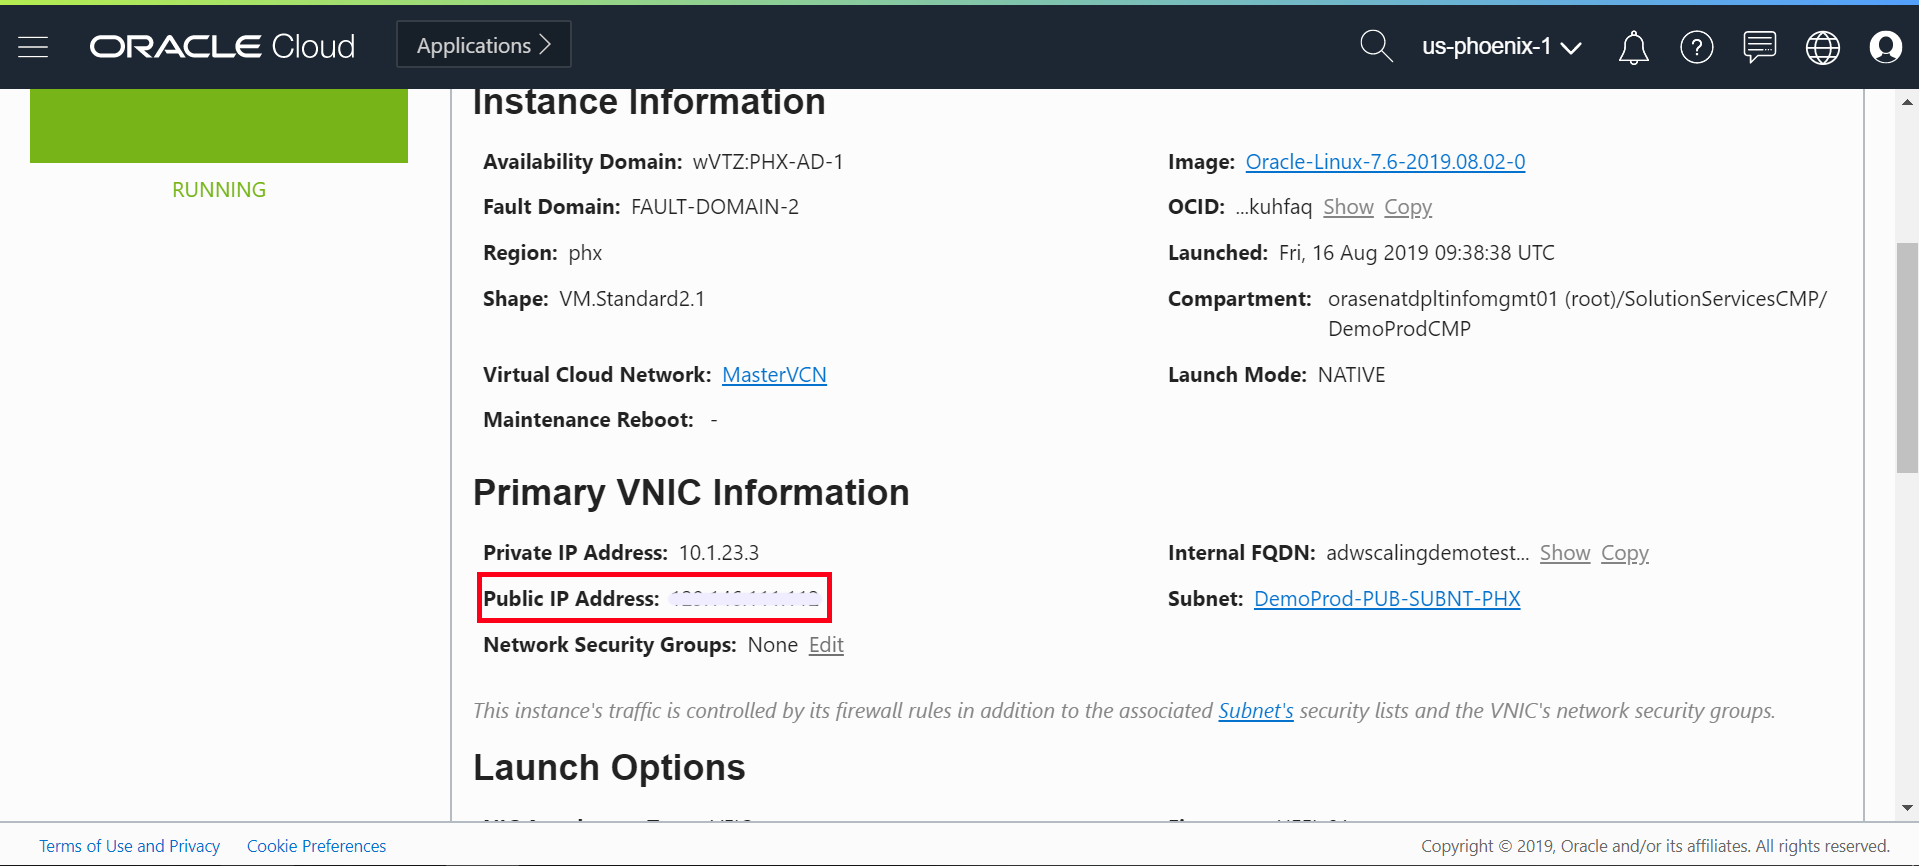 ORACLE Cloud
Applications
us-phoenix-1
RUNNING
Instance Information
Availability Domain: wVTZ:PHX-AD-1
Fault Domain: FAULT-DOMAIN-2
Region: phx
Shape: VM.Standard2.1
Virtual Cloud Network: MasterVCN
Maintenance Reboot: -
Image: Oracle-Linux-7.6-2019.08.02-0
OCID: ...kuhfaq Show Copy
Launched: Fri, 16 Aug 2019 09:38:38 UTC
Compartment: orasenatdpltinfomgmt01 (root)/SolutionServicesCMP/
DemoProdCMP
Launch Mode: NATIVE
Primary VNIC Information
Private IP Address: 10.1.23.3
Public IP Address:
Network Security Groups: None Edit
Internal FQDN: adwscalingdemotest... Show Copy
Subnet: DemoProd-PUB-SUBNT-PHX
This instance's traffic is controlled by its firewall rules in addition to the associated Subnet's security lists and the VNIC's network security groups.
Launch Options
Terms of Use and Privacy
Cookie Preferences
Copyright © 2019, Oracle and/or its affiliates. All rights reserved.